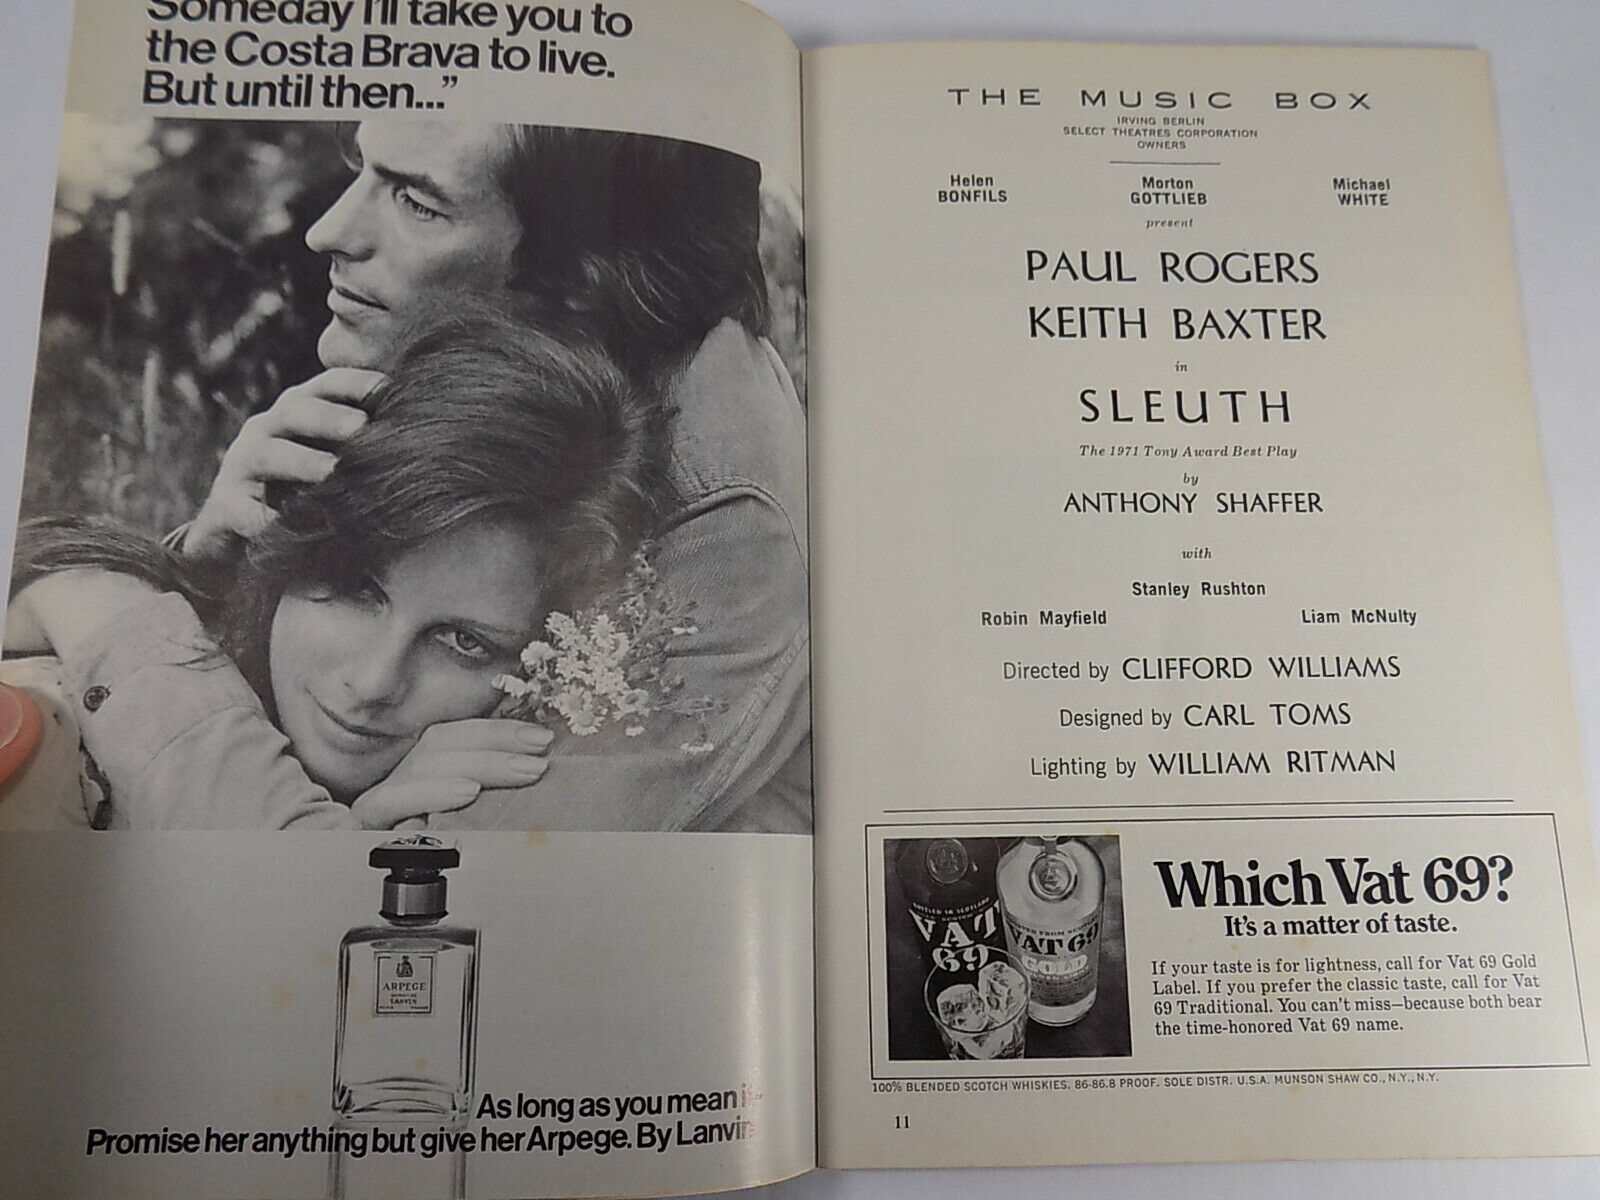 Someday I'll take you to
the Costa Brava to live.
But until then..."
ARPEGE
LANVIN
As long as you mean
Promise her anything but give her Arpege. By Lanvin
THE MUSIC BOX
IRVING BERLIN
SELECT THEATRES CORPORATION
OWNERS
Helen Morton Michael
BONFILS GOTTLIEB WHITE
present
PAUL ROGERS
KEITH BAXTER
in
SLEUTH
The 1971 Tony Award Best Play
by
ANTHONY SHAFFER
with
Stanley Rushton
Robin Mayfield Liam McNulty
Directed by CLIFFORD WILLIAMS
Designed by CARL TOMS
Lighting by WILLIAM RITMAN
BOTTLED IN SCOTLAND
VAT
69
VAT 69
GOLD
Which Vat 69?
It's a matter of taste.
If your taste is for lightness, call for Vat 69 Gold
Label. If you prefer the classic taste, call for Vat
69 Traditional. You can't miss—because both bear
the time-honored Vat 69 name.
100% BLENDED SCOTCH WHISKIES. 86-86.8 PROOF. SOLE DISTR. U.S.A. MUNSON SHAW CO., N.Y., N.Y.
11